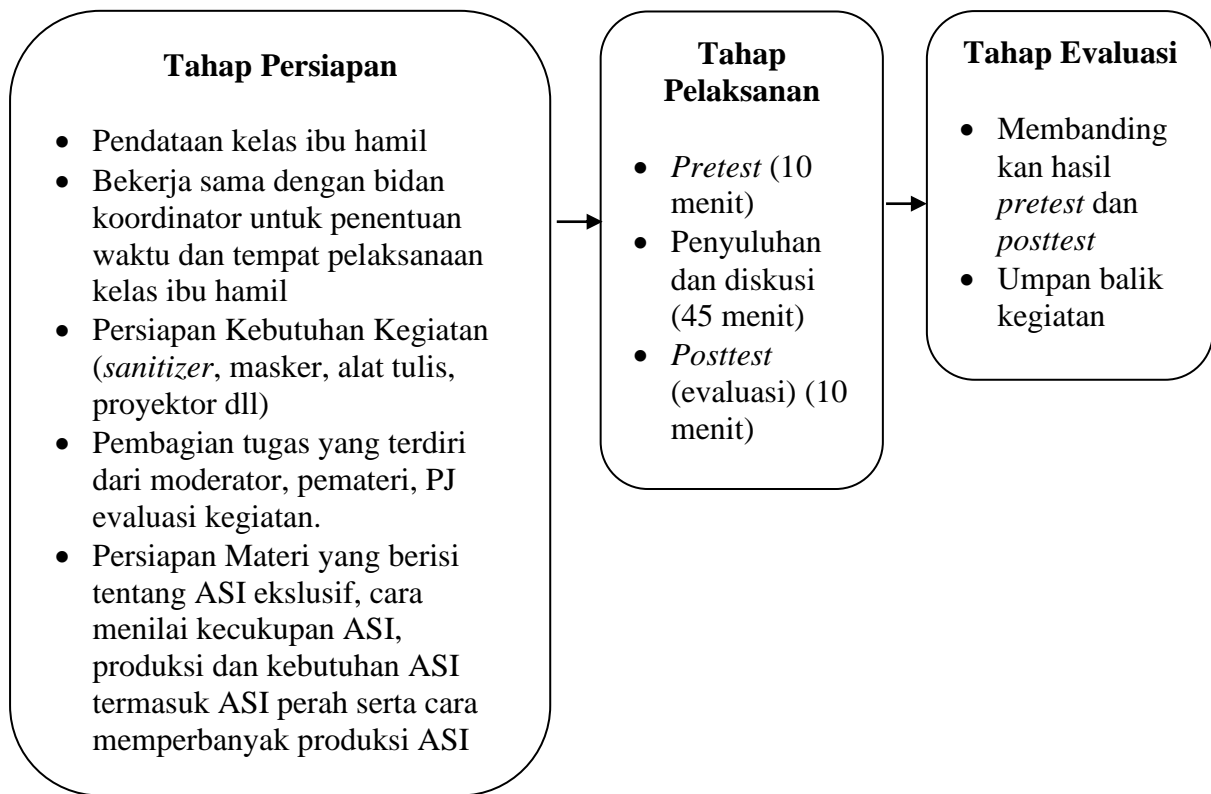 Tahap Persiapan
• Pendataan kelas ibu hamil
• Bekerja sama dengan bidan
koordinator untuk penentuan
waktu dan tempat pelaksanaan
kelas ibu hamil
• Persiapan Kebutuhan Kegiatan
(sanitizer, masker, alat tulis,
proyektor dll)
• Pembagian tugas yang terdiri
dari moderator, pemateri, PJ
evaluasi kegiatan.
• Persiapan Materi yang berisi
tentang ASI ekslusif, cara
menilai kecukupan ASI,
produksi dan kebutuhan ASI
termasuk ASI perah serta cara
memperbanyak produksi ASI
Tahap
Pelaksanan
• Pretest (10
menit)
• Penyuluhan
dan diskusi
(45 menit)
• Posttest
(evaluasi) (10
menit)
Tahap Evaluasi
• Membanding
kan hasil
pretest dan
posttest
• Umpan balik
kegiatan